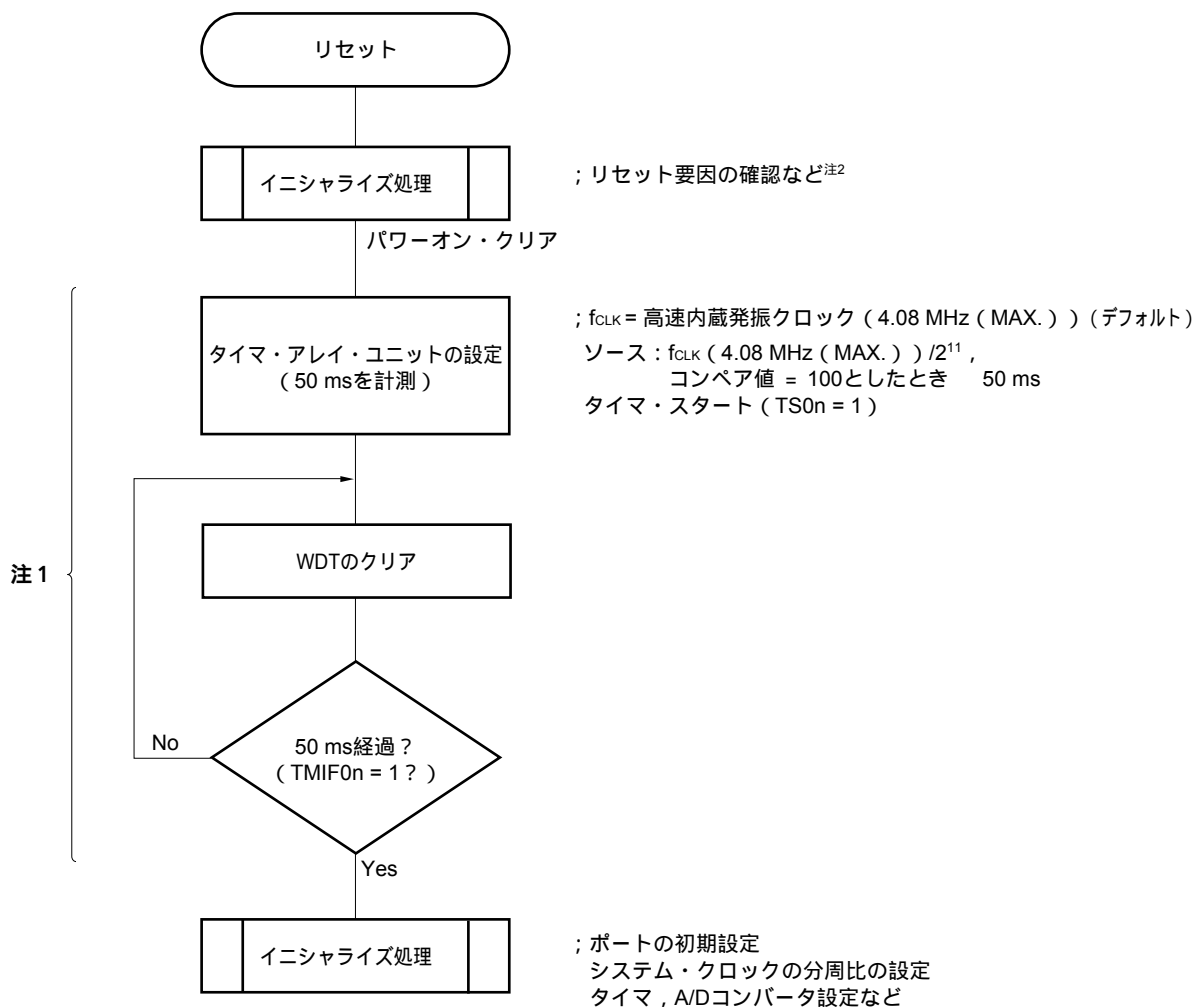 リセット
イニシャライズ処理
；リセット要因の確認など注2
パワーオン・クリア
タイマ・アレイ・ユニットの設定
（50 msを計測）
；fCLK = 高速内蔵発振クロック（4.08 MHz（MAX.））(デフォルト)
ソース：fCLK（4.08 MHz（MAX.））/2¹¹，
コンペア値 = 100としたとき　50 ms
タイマ・スタート（TS0n = 1）
注1
WDTのクリア
No
50 ms経過？
（TMIF0n = 1？）
Yes
イニシャライズ処理
；ポートの初期設定
システム・クロックの分周比の設定
タイマ，A/Dコンバータ設定など